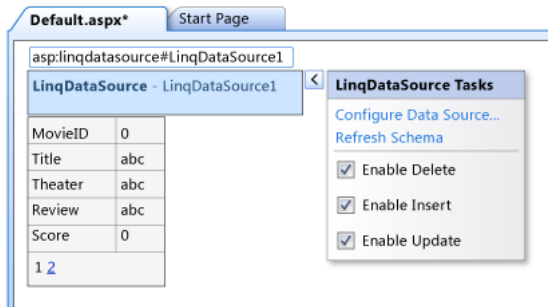 Default.aspx*
Start Page
asp:linqdatasource#LinqDataSource1
LinqDataSource - LinqDataSource1
<
LinqDataSource Tasks
Configure Data Source...
Refresh Schema
Enable Delete
Enable Insert
Enable Update
MovieID 0
Title abc
Theater abc
Review abc
Score 0
1 2